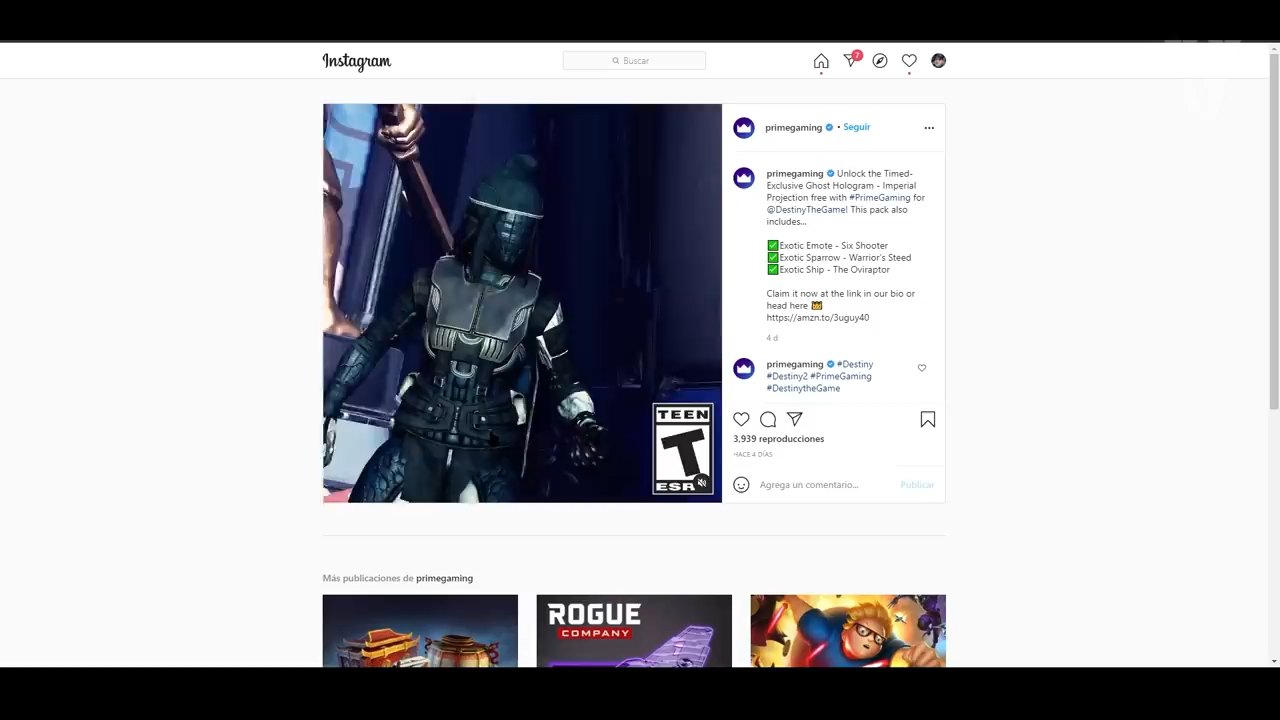 Instagram
Buscar
7
primegaming • Seguir
primegaming Unlock the Timed-
Exclusive Ghost Hologram - Imperial
Projection free with #PrimeGaming for
@DestinyTheGame! This pack also
includes...
Exotic Emote - Six Shooter
Exotic Sparrow - Warrior's Steed
Exotic Ship - The Oviraptor
Claim it now at the link in our bio or
head here
https://amzn.to/3uguy40
4 d
primegaming #Destiny
#Destiny2 #PrimeGaming
#DestinytheGame
TEEN
T
ESRB
3,939 reproducciones
HACE 4 DÍAS
Agrega un comentario... Publicar
Más publicaciones de primegaming
ROGUE
COMPANY